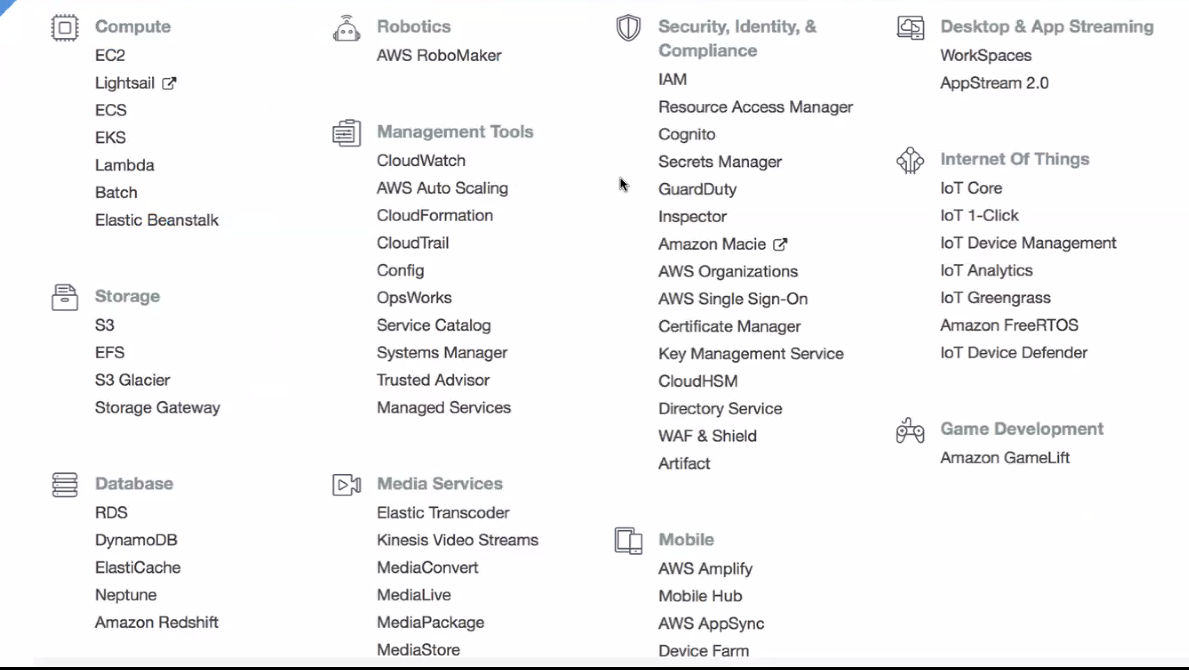 Compute
EC2
Lightsail
ECS
EKS
Lambda
Batch
Elastic Beanstalk
Storage
S3
EFS
S3 Glacier
Storage Gateway
Database
RDS
DynamoDB
ElastiCache
Neptune
Amazon Redshift
Robotics
AWS RoboMaker
Management Tools
CloudWatch
AWS Auto Scaling
CloudFormation
CloudTrail
Config
OpsWorks
Service Catalog
Systems Manager
Trusted Advisor
Managed Services
Media Services
Elastic Transcoder
Kinesis Video Streams
MediaConvert
MediaLive
MediaPackage
MediaStore
Security, Identity, &
Compliance
IAM
Resource Access Manager
Cognito
Secrets Manager
GuardDuty
Inspector
Amazon Macie
AWS Organizations
AWS Single Sign-On
Certificate Manager
Key Management Service
CloudHSM
Directory Service
WAF & Shield
Artifact
Mobile
AWS Amplify
Mobile Hub
AWS AppSync
Device Farm
Desktop & App Streaming
WorkSpaces
AppStream 2.0
Internet Of Things
IoT Core
IoT 1-Click
IoT Device Management
IoT Analytics
IoT Greengrass
Amazon FreeRTOS
IoT Device Defender
Game Development
Amazon GameLift